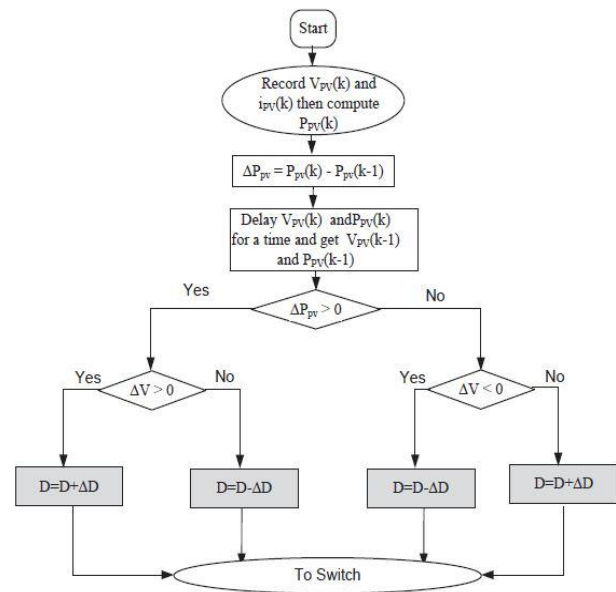 Start
Record VPV(k) and
iPV(k) then compute
PPV(k)
ΔPpv = Ppv(k) - Ppv(k-1)
Delay VPV(k) andPPV(k)
for a time and get VPV(k-1)
and PPV(k-1)
Yes
ΔPpv > 0
No
Yes
ΔV > 0
No
Yes
ΔV < 0
No
D=D+ΔD
D=D-ΔD
D=D-ΔD
D=D+ΔD
To Switch